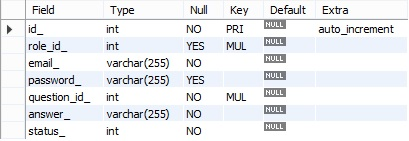 Field Type Null Key Default Extra
id_ int NO PRI NULL auto_increment
role_id_ int YES MUL NULL
email_ varchar(255) NO NULL
password_ varchar(255) YES NULL
question_id_ int NO MUL NULL
answer_ varchar(255) NO NULL
status_ int NO NULL